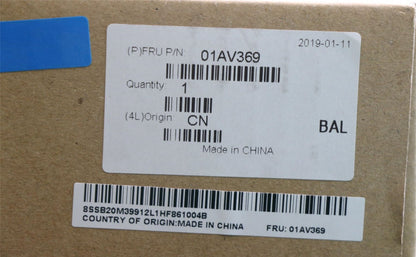 2019-01-11
(P)FRU P/N: 01AV369
Quantity 1
(4L)Origin CN
BAL
Made in CHINA
8SSB20M39912L1HF861004B
COUNTRY OF ORIGIN:MADE IN CHINA FRU: 01AV369